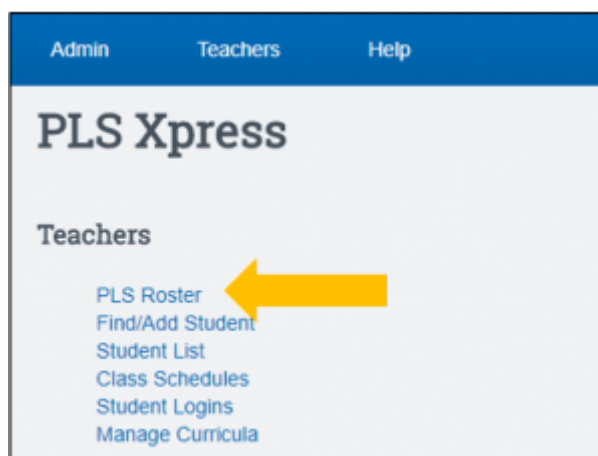 Admin Teachers Help
PLS Xpress
Teachers
PLS Roster
Find/Add Student
Student List
Class Schedules
Student Logins
Manage Curricula